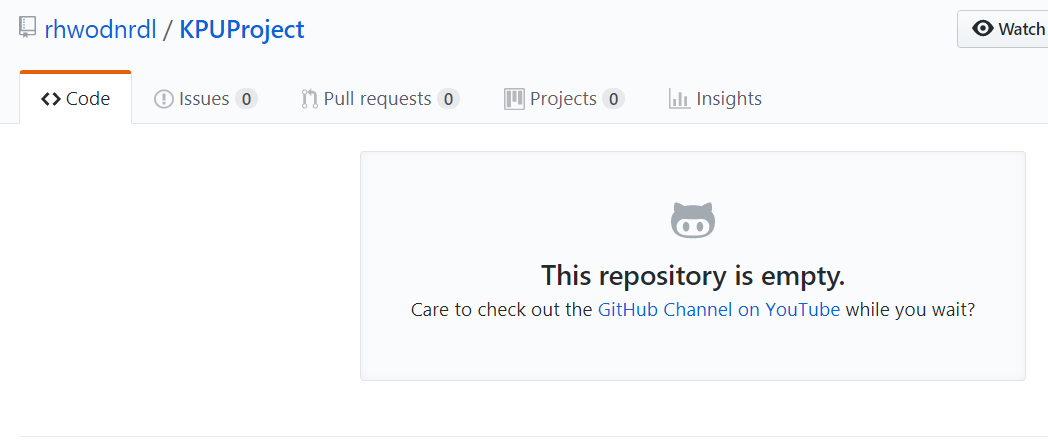 rhwodnrdl / KPUProject
Watch
Code Issues 0 Pull requests 0 Projects 0 Insights
This repository is empty.
Care to check out the GitHub Channel on YouTube while you wait?